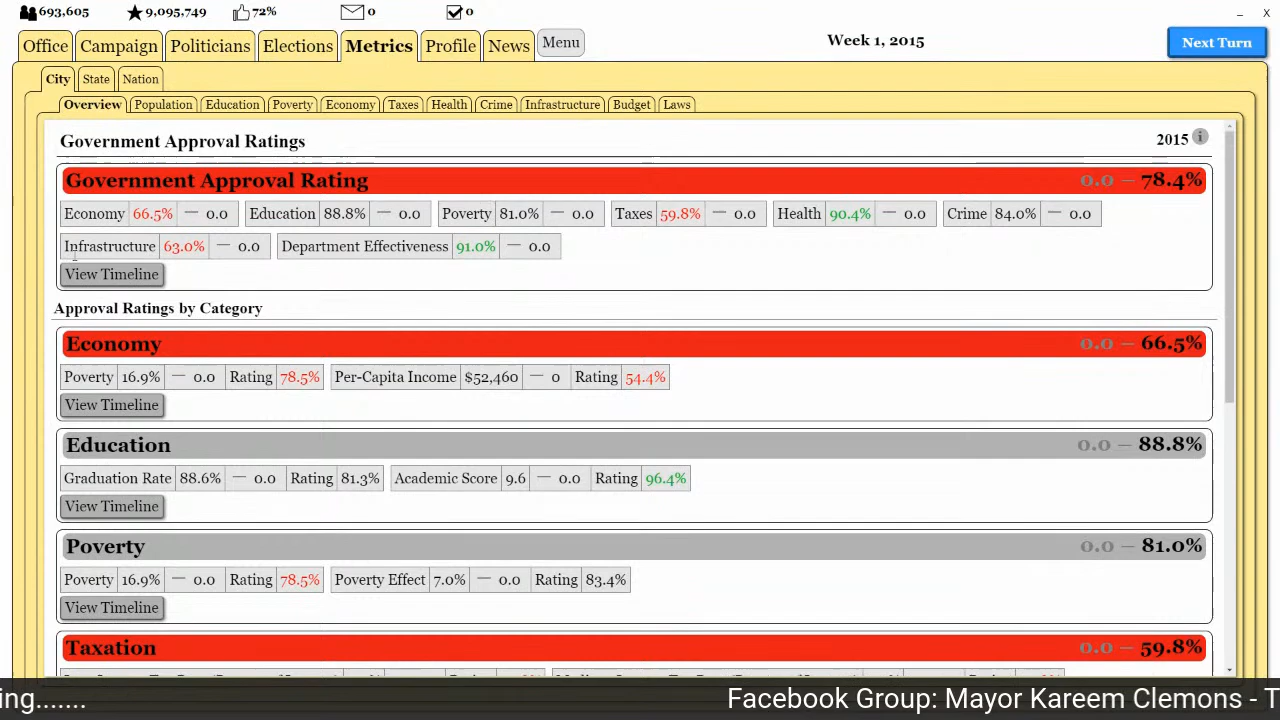 693,605 9,095,749 72% 0 0
Office Campaign Politicians Elections Metrics Profile News Menu Week 1, 2015 Next Turn
City State Nation
Overview Population Education Poverty Economy Taxes Health Crime Infrastructure Budget Laws
Government Approval Ratings 2015
Government Approval Rating 0.0 — 78.4%
Economy 66.5% — 0.0 Education 88.8% — 0.0 Poverty 81.0% — 0.0 Taxes 59.8% — 0.0 Health 90.4% — 0.0 Crime 84.0% — 0.0
Infrastructure 63.0% — 0.0 Department Effectiveness 91.0% — 0.0
View Timeline
Approval Ratings by Category
Economy 0.0 — 66.5%
Poverty 16.9% — 0.0 Rating 78.5% Per-Capita Income $52,460 — 0 Rating 54.4%
View Timeline
Education 0.0 — 88.8%
Graduation Rate 88.6% — 0.0 Rating 81.3% Academic Score 9.6 — 0.0 Rating 96.4%
View Timeline
Poverty 0.0 — 81.0%
Poverty 16.9% — 0.0 Rating 78.5% Poverty Effect 7.0% — 0.0 Rating 83.4%
View Timeline
Taxation 0.0 — 59.8%
ing....... Facebook Group: Mayor Kareem Clemons - T